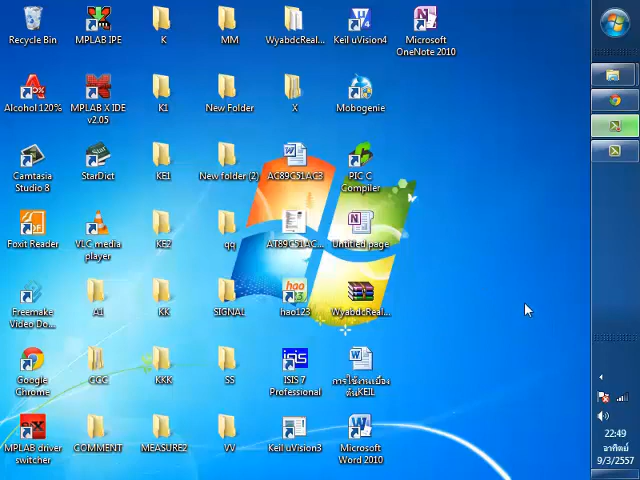 Recycle Bin
MPLAB IPE
K
MM
WyabdcReal...
Keil uVision4
Microsoft
OneNote 2010
Alcohol 120%
MPLAB X IDE
v2.05
K1
New Folder
X
Mobogenie
Camtasia
Studio 8
StarDict
KEI
New folder (2)
AC89C51AC3
PIC C
Compiler
Foxit Reader
VLC media
player
KE2
qq
AT89C51AC...
Untitled page
Freemake
Video Do...
A1
KK
SIGNAL
hao123
WyabdcReal...
Google
Chrome
CCC
KKK
SS
ISIS 7
Professional
การใช้งานเบื้อง
ต้นKEIL
MPLAB driver
switcher
COMMENT
MEASURE2
VV
Keil uVision3
Microsoft
Word 2010
22:49
อาทิตย์
9/3/2557